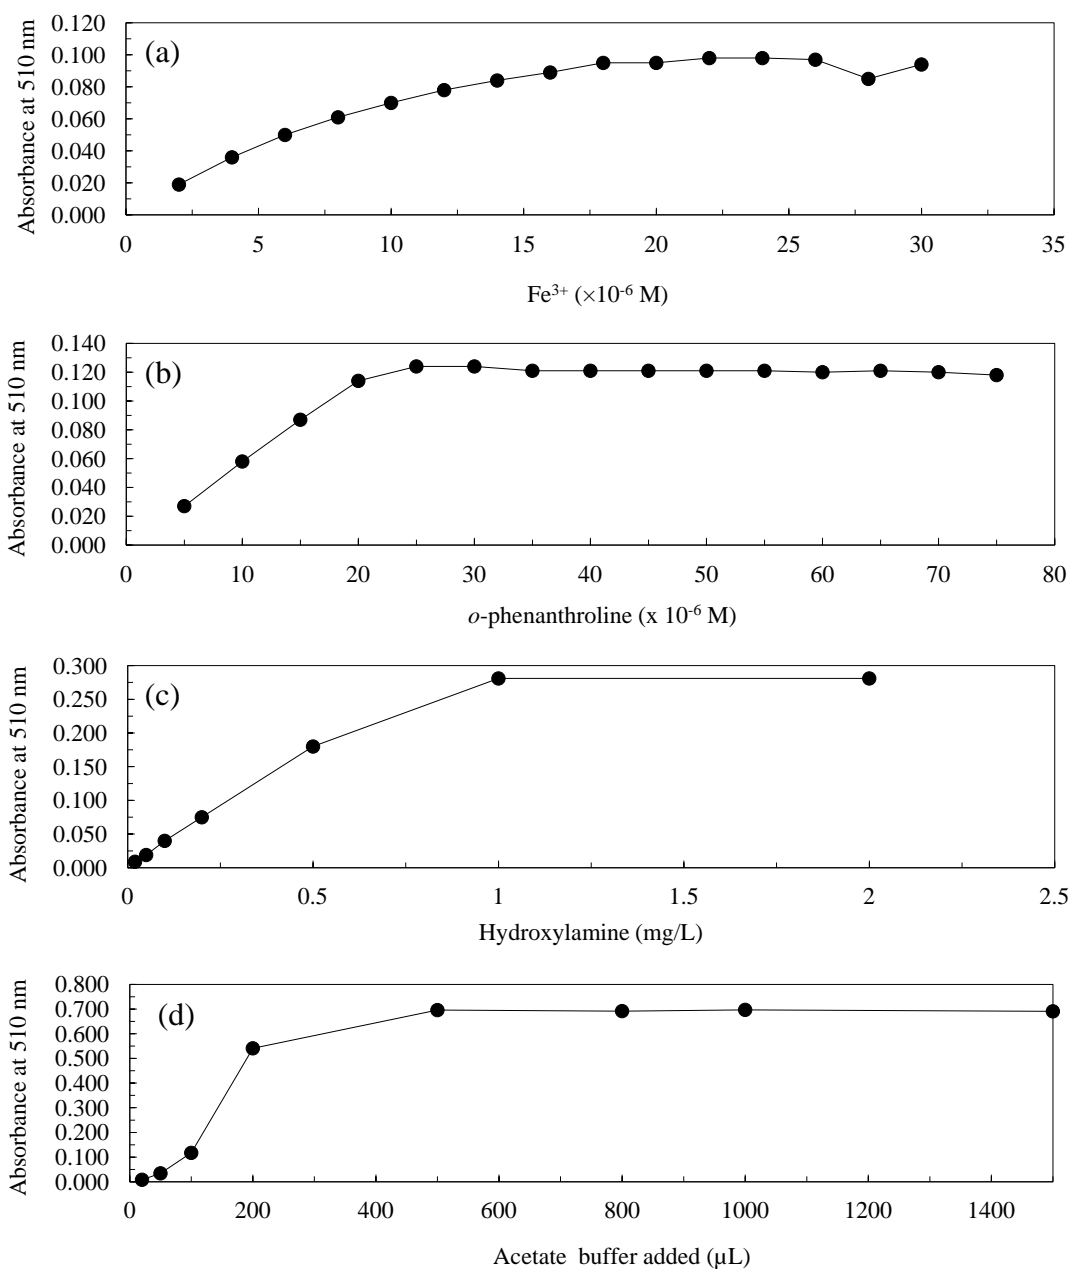 (a)
Absorbance at 510 nm
0.120
0.100
0.080
0.060
0.040
0.020
0.000
0 5 10 15 20 25 30 35
Fe³⁺ (×10⁻⁶ M)
(b)
Absorbance at 510 nm
0.140
0.120
0.100
0.080
0.060
0.040
0.020
0.000
0 10 20 30 40 50 60 70 80
o-phenanthroline (x 10⁻⁶ M)
(c)
Absorbance at 510 nm
0.300
0.250
0.200
0.150
0.100
0.050
0.000
0 0.5 1 1.5 2 2.5
Hydroxylamine (mg/L)
(d)
Absorbance at 510 nm
0.800
0.700
0.600
0.500
0.400
0.300
0.200
0.100
0.000
0 200 400 600 800 1000 1200 1400
Acetate buffer added (µL)